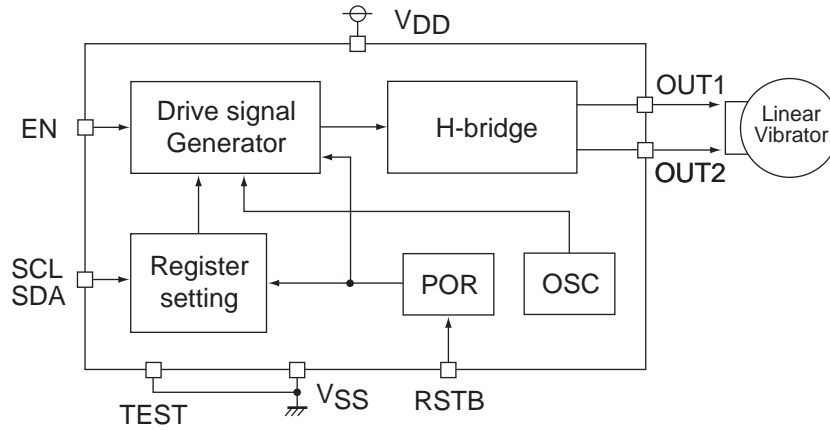 VDD
OUT1
EN
Drive signal
Generator
H-bridge
Linear
Vibrator
OUT2
SCL
SDA
Register
setting
POR
OSC
TEST
VSS
RSTB